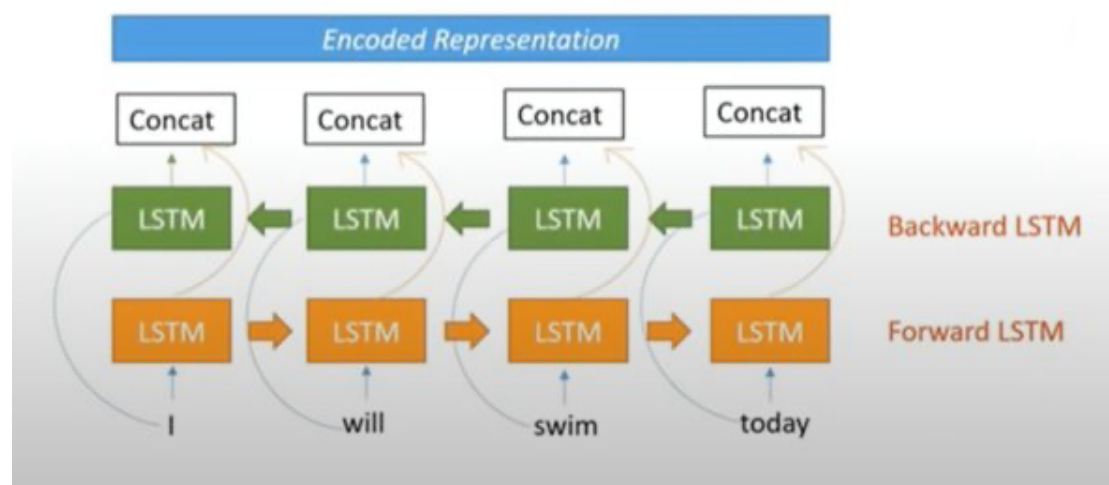 Encoded Representation
Concat Concat Concat Concat
LSTM LSTM LSTM LSTM Backward LSTM
LSTM LSTM LSTM LSTM Forward LSTM
I will swim today